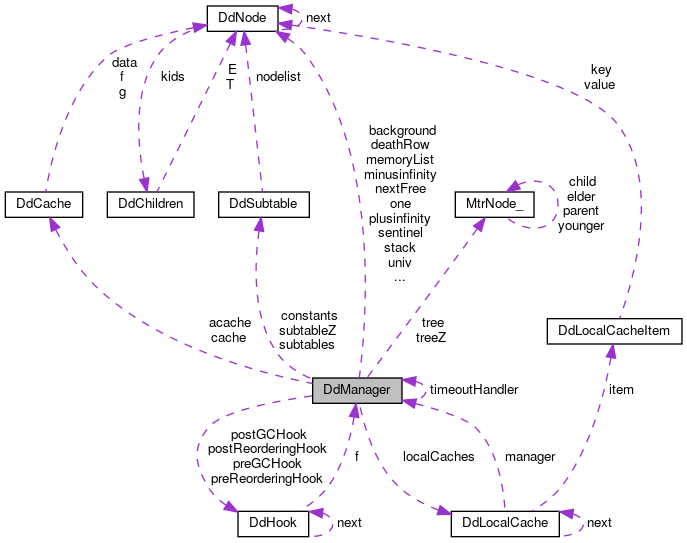 DdNode
next
data
f
g
kids
E
T
nodelist
key
value
background
deathRow
memoryList
minusinfinity
nextFree
one
plusinfinity
sentinel
stack
univ
...
DdCache
DdChildren
DdSubtable
MtrNode_
child
elder
parent
younger
acache
cache
constants
subtableZ
subtables
tree
treeZ
DdLocalCacheItem
DdManager
timeoutHandler
item
postGCHook
postReorderingHook
preGCHook
preReorderingHook
f
localCaches
manager
DdHook
next
DdLocalCache
next